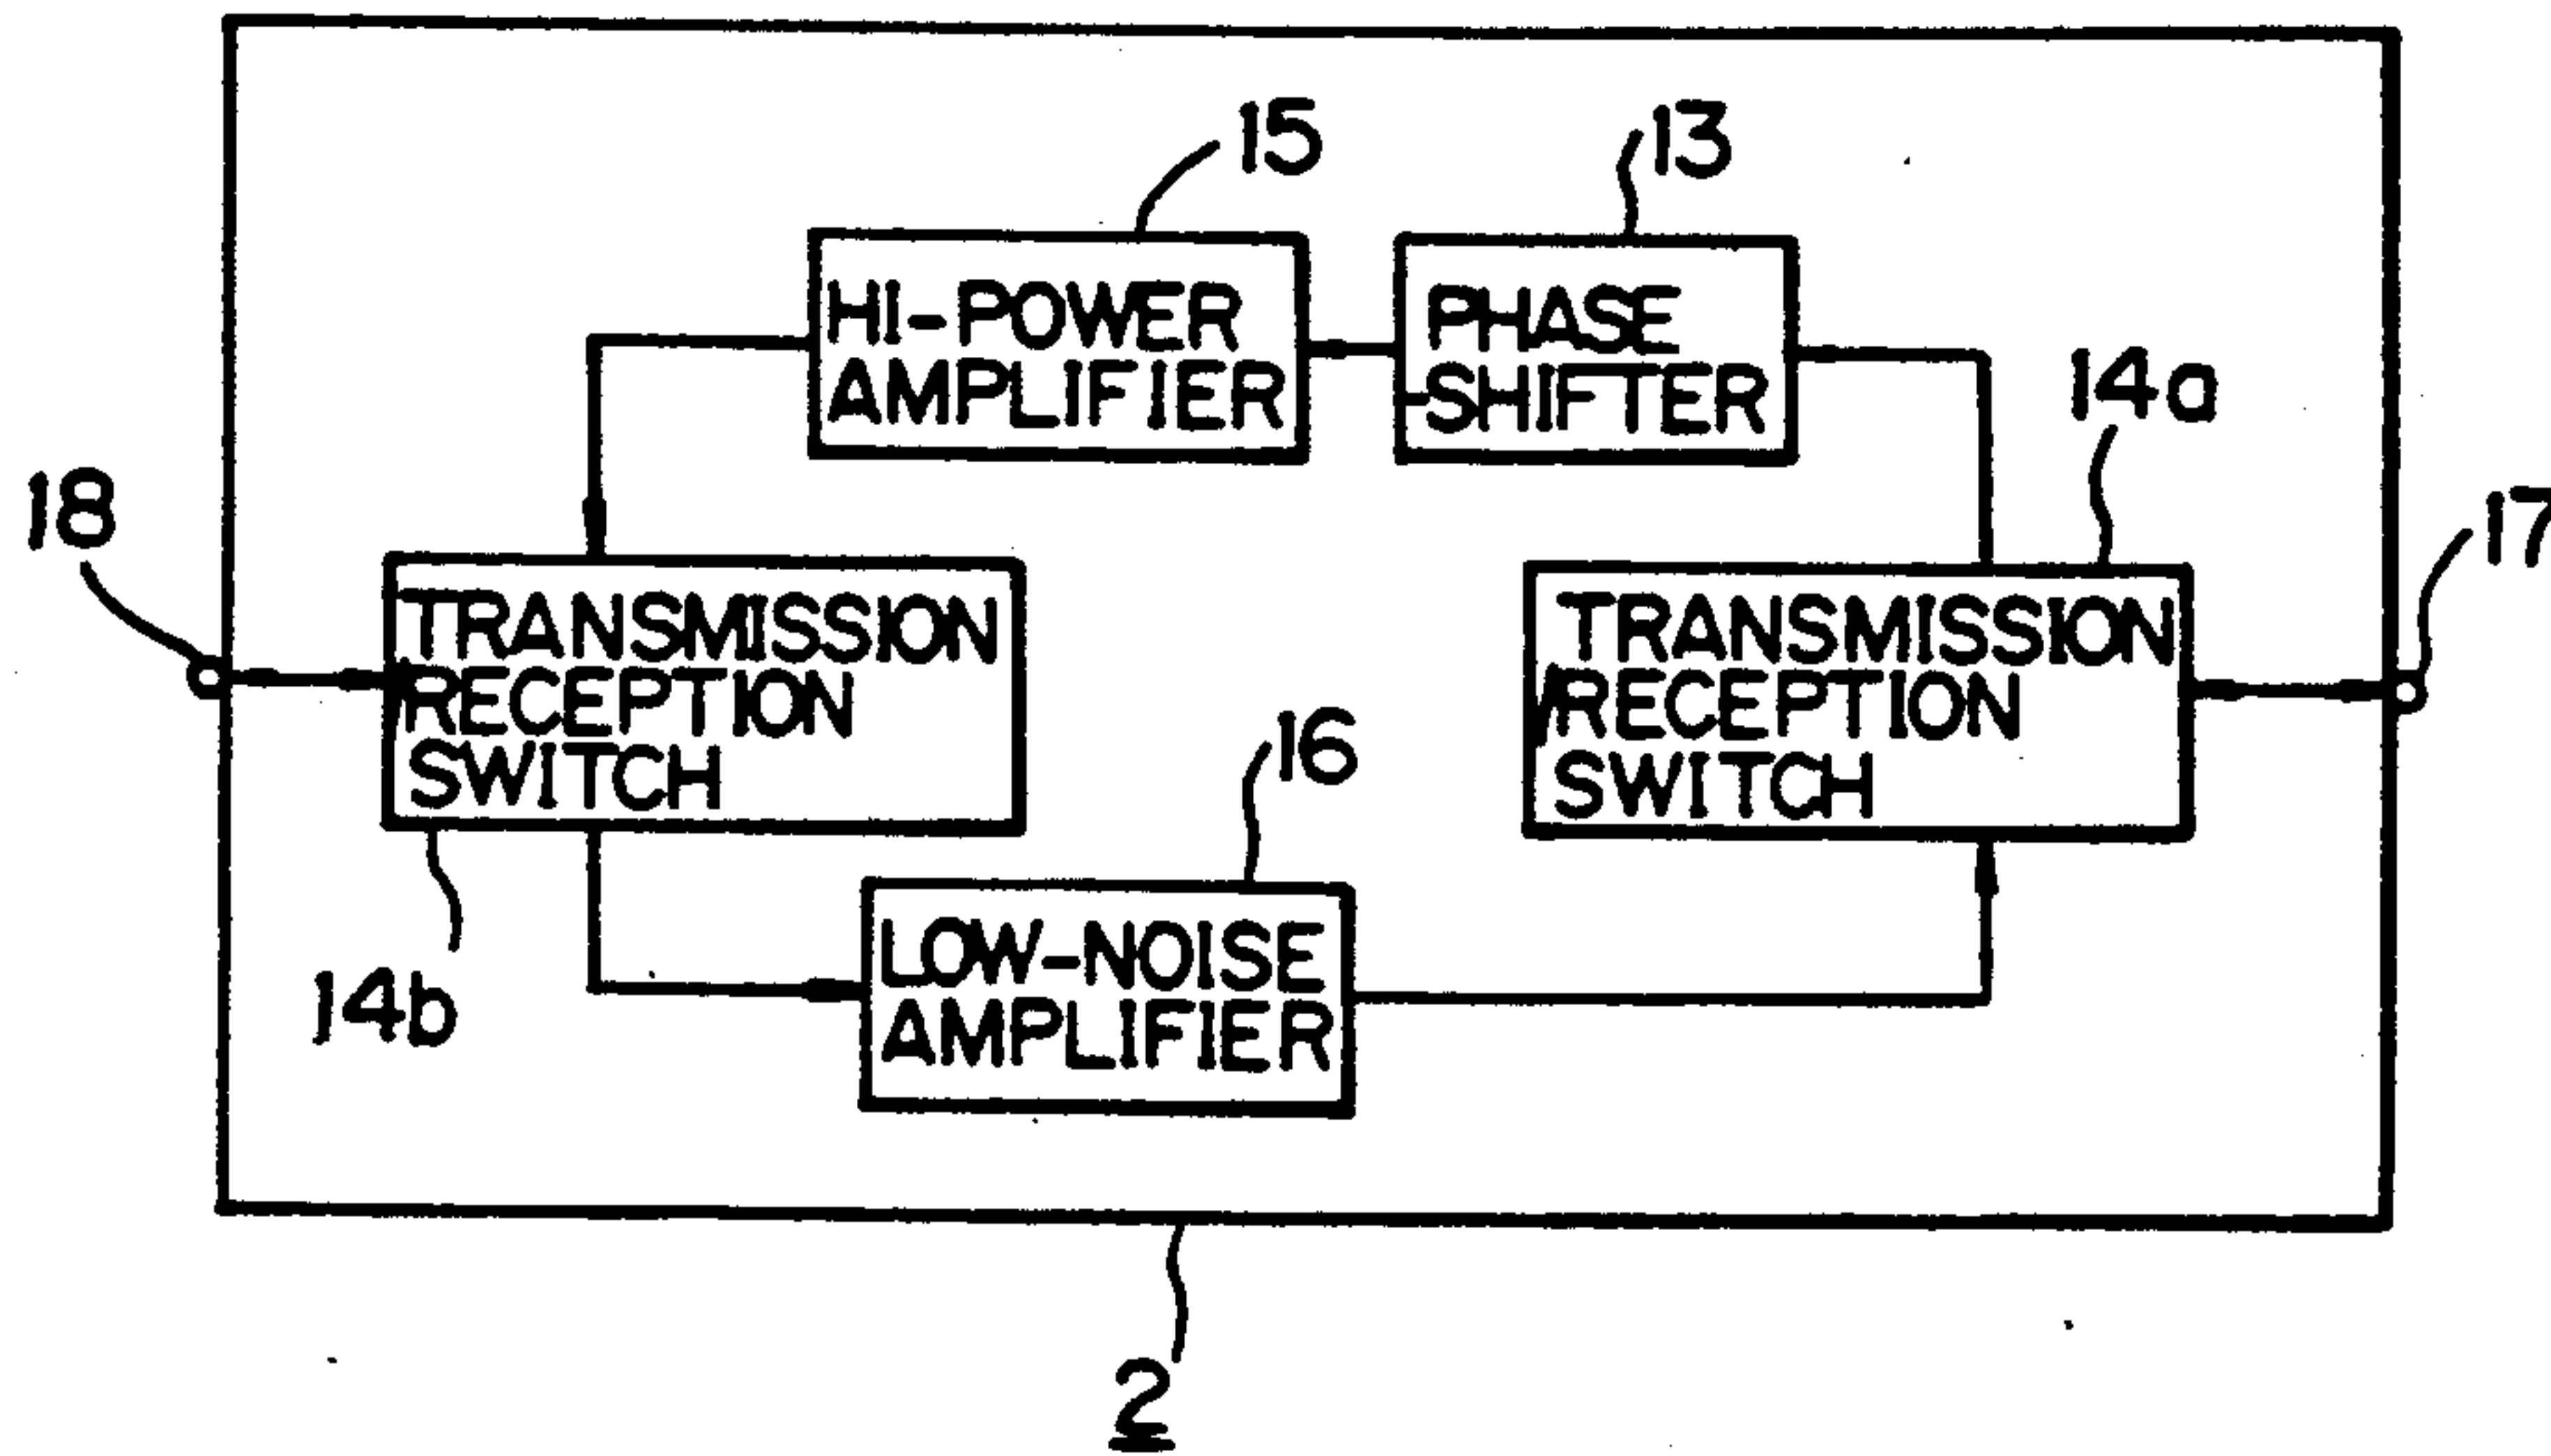 15
13
HI-POWER
AMPLIFIER
PHASE
-SHIFTER
14a
18
17
TRANSMISSION
/RECEPTION
SWITCH
TRANSMISSION
/RECEPTION
SWITCH
16
14b
LOW-NOISE
AMPLIFIER
2